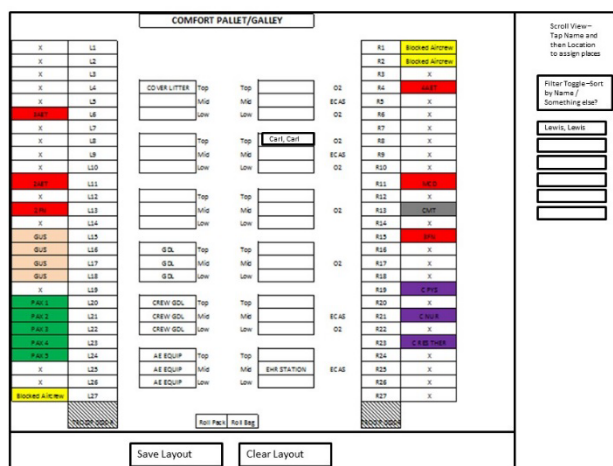 COMFORT PALLET/GALLEY
X L1 R1 Blocked Aircrew
X L2 R2 Blocked Aircrew
X L3 R3 X
X L4 COVER LITTER Top Top O2 R4
X L5 Mid Mid ECAS R5 X
L6 Low Low O2 R6 X
X L7 R7 X
X L8 Top Top Carl, Carl O2 R8 X
X L9 Mid Mid ECAS R9 X
X L10 Low Low O2 R10 X
L11 R11 MCD
X L12 Top Top R12 X
L13 Mid Mid O2 R13 CMT
X L14 Low Low R14 X
GUS L15 R15
GUS L16 GDL Top Top R16 X
GUS L17 GDL Mid Mid O2 R17 X
GUS L18 GDL Low Low R18 X
X L19 R19 C PYS
PAX 1 L20 CREW GDL Top Top R20 X
PAX 2 L21 CREW GDL Mid Mid ECAS R21 C NUR
PAX 3 L22 CREW GDL Low Low O2 R22 X
PAX 4 L23 R23 C RES THER
PAX 5 L24 AE EQUIP Top Top R24 X
X L25 AE EQUIP Mid Mid EHR STATION ECAS R25 X
X L26 AE EQUIP Low Low R26 X
Blocked Aircrew L27 R27 X
TROOP DOOR Roll Pack Roll Bag TROOP DOOR
Save Layout Clear Layout
Scroll View–
Tap Name and
then Location
to assign places
Filter Toggle–Sort
by Name /
Something else?
Lewis, Lewis